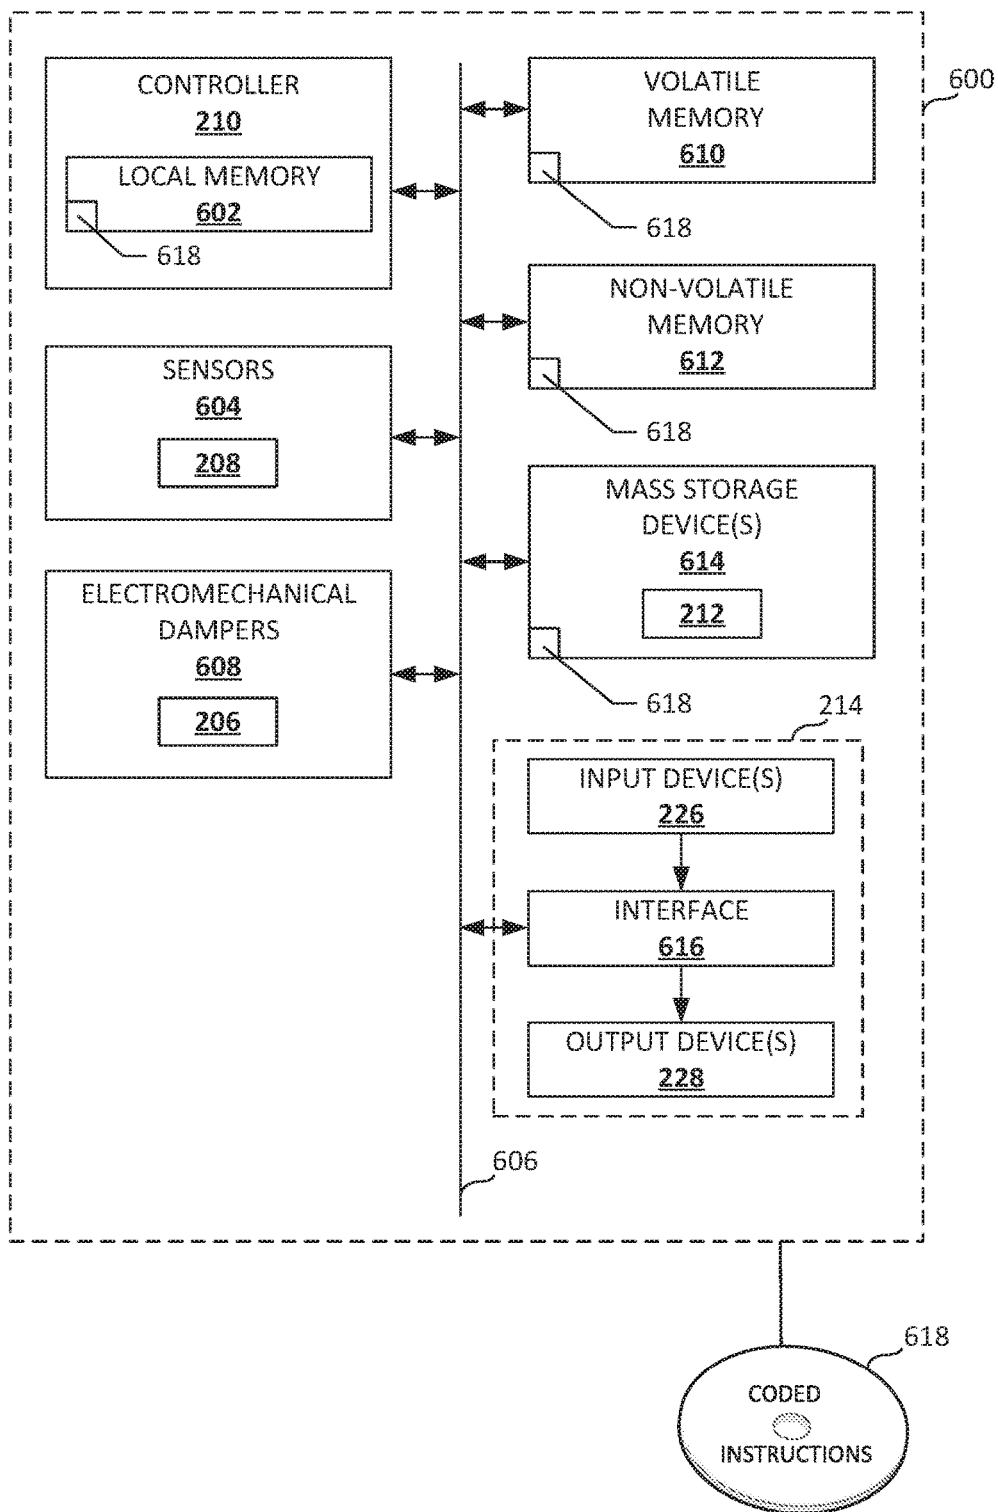 600
CONTROLLER
210
LOCAL MEMORY
602
618
SENSORS
604
208
ELECTROMECHANICAL
DAMPERS
608
206
VOLATILE
MEMORY
610
618
NON-VOLATILE
MEMORY
612
618
MASS STORAGE
DEVICE(S)
614
212
618
214
INPUT DEVICE(S)
226
INTERFACE
616
OUTPUT DEVICE(S)
228
606
618
CODED
INSTRUCTIONS